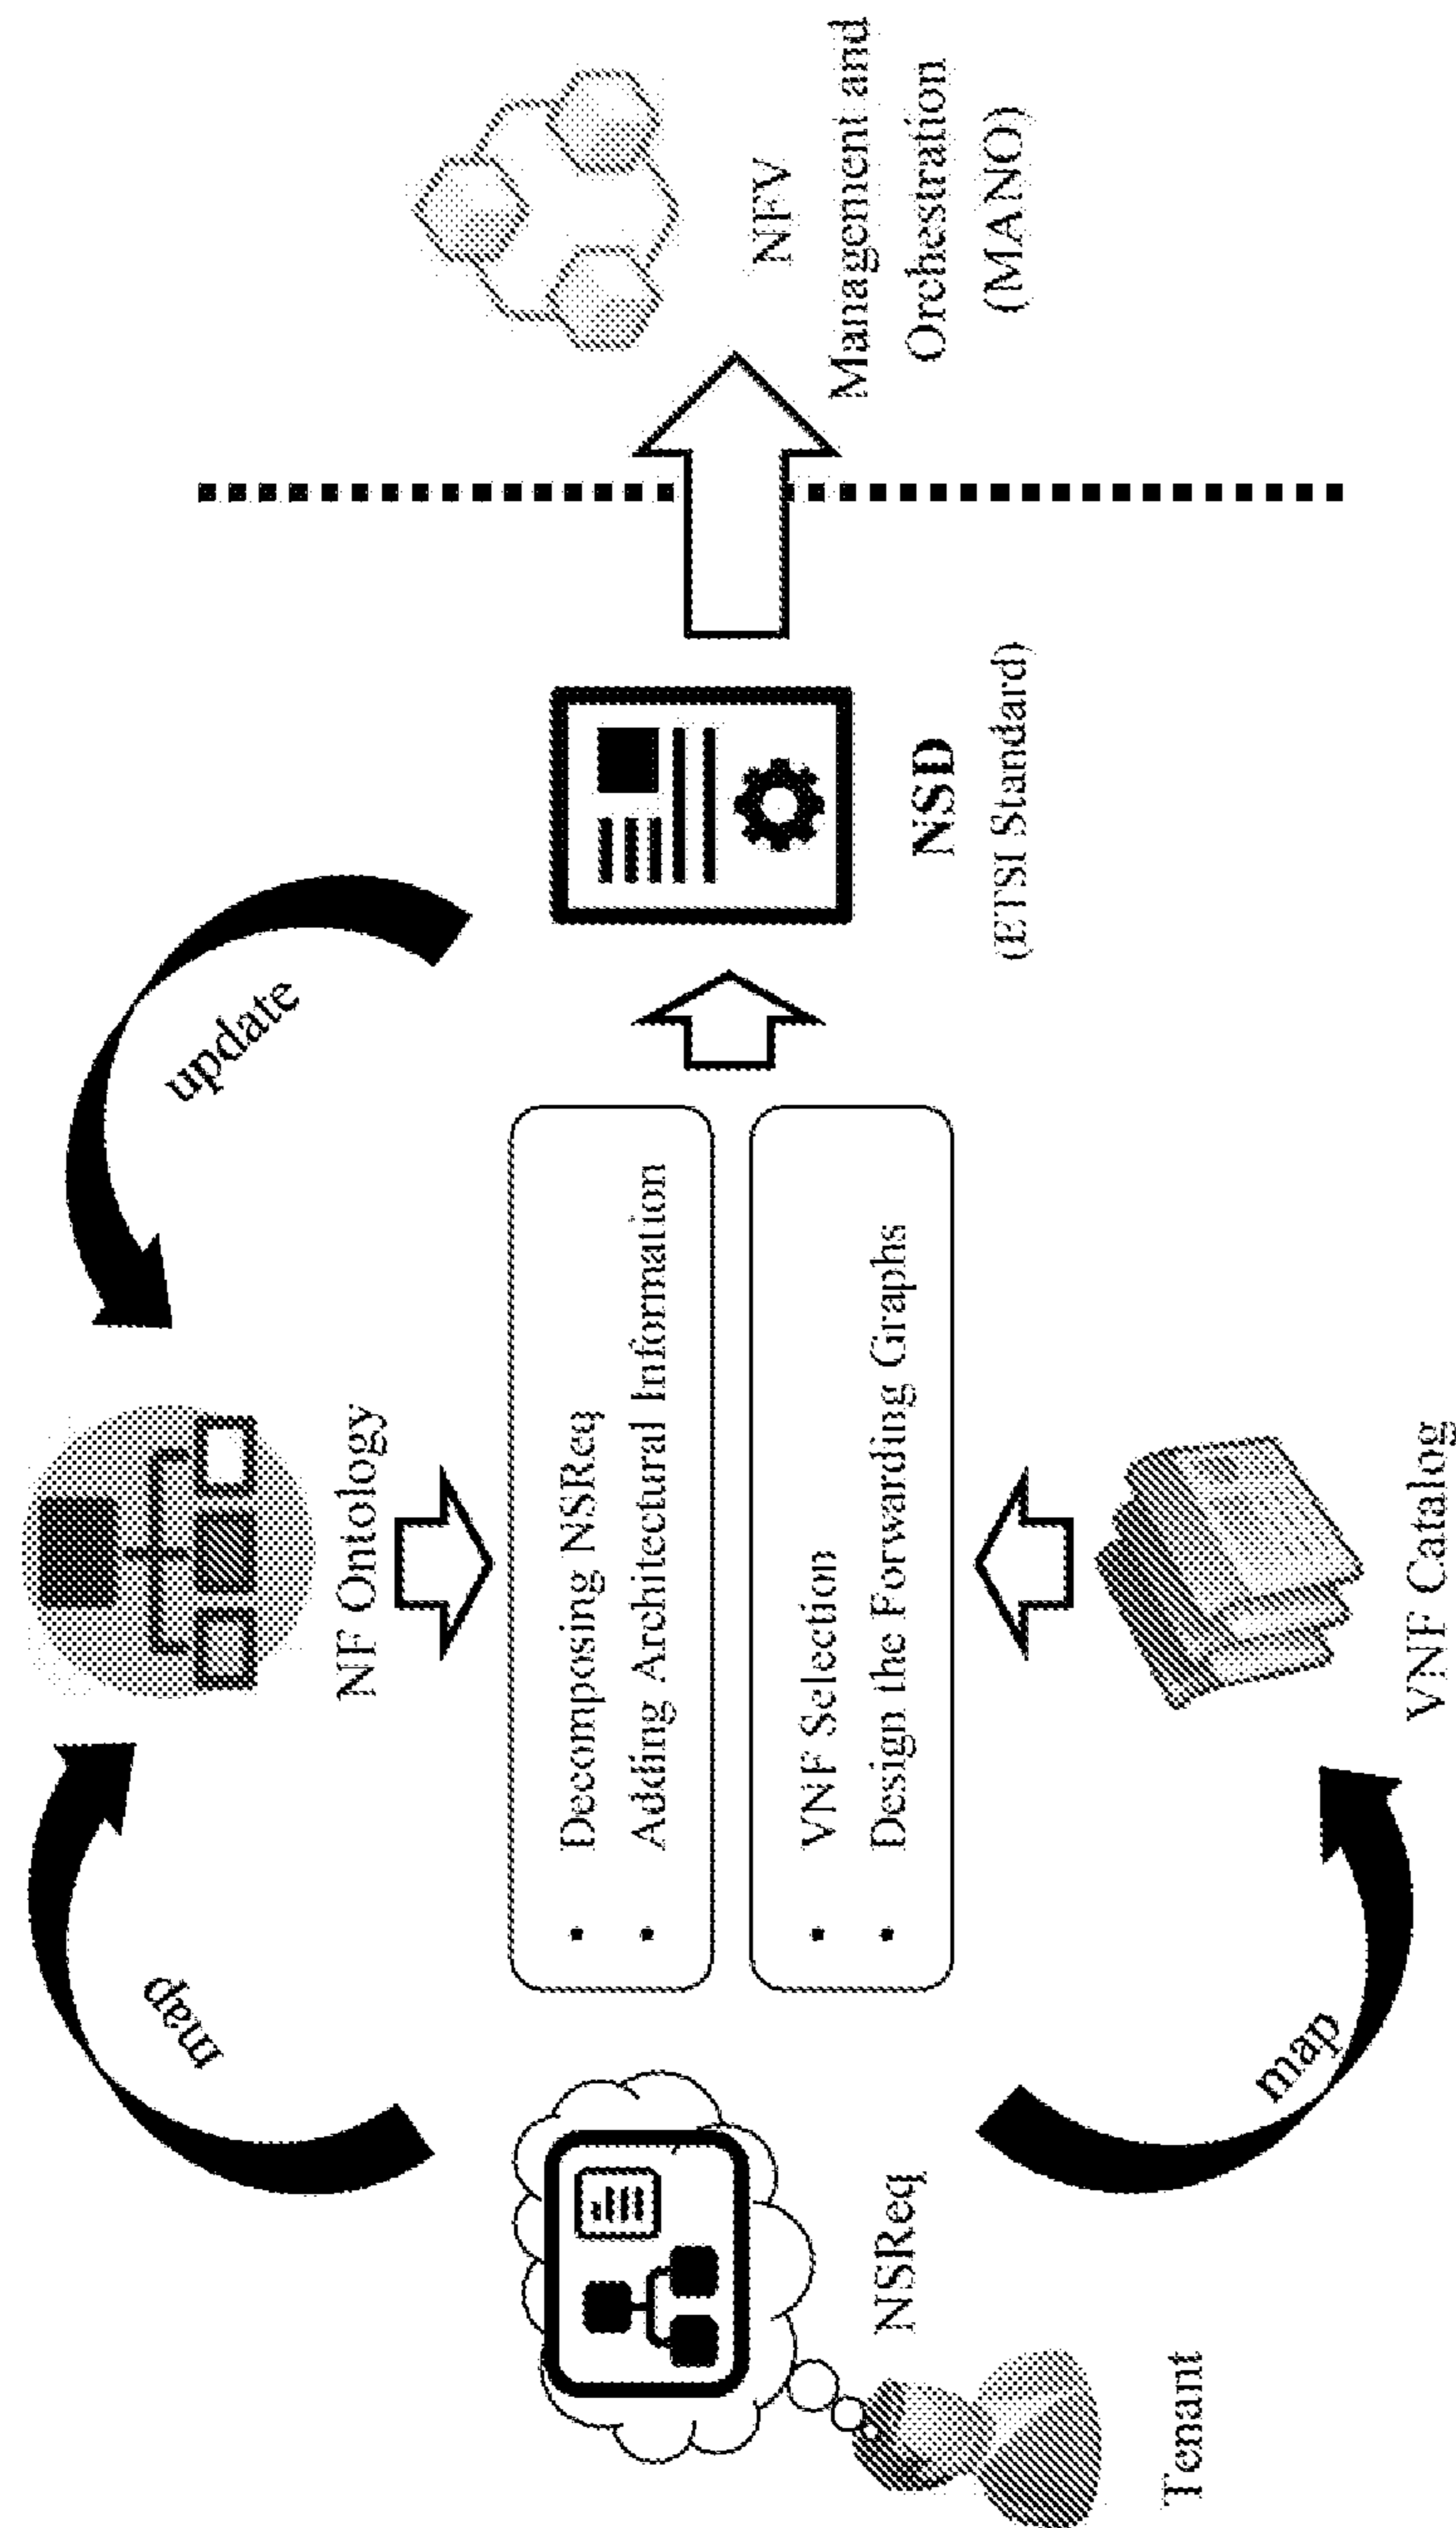 map
update
NF Ontology
• Decomposing NSReq
• Adding Architectural Information
• VNF Selection
• Design the Forwarding Graphs
NSReq
Tenant
map
VNF Catalog
NSD
(ETSI Standard)
NFV
Management and
Orchestration
(MANO)